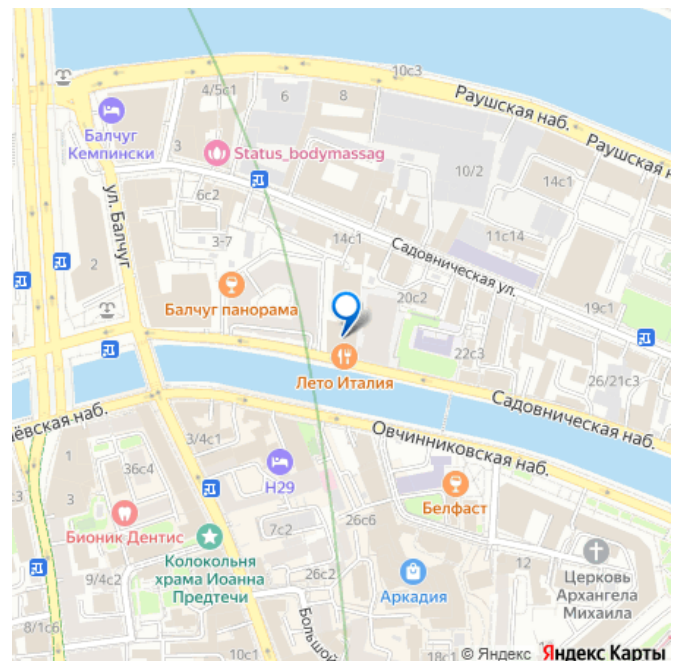 10с3
4/5с1
6
8
Раушская наб.
Раушская н
Балчуг
Кемпински
3
Status_bodymassag
10/2
14с1
ул. Балчуг
6с2
3-7
14с1
Садовническая ул.
11с14
2
Балчуг панорама
20с2
19с1
Лето Италия
22с3
26/21с3
Садовническая наб.
лёвская наб.
Овчинниковская наб.
1
3
3/4с1
36с4
Н29
Белфаст
Бионик Дентис
7с2
26с6
Колокольня
храма Иоанна
Предтечи
9/4с2
26с2
Аркадия
12
Церковь
Архангела
Михаила
8/1с6
10с1
Большой
18с1
© Яндекс Яндекс Карты